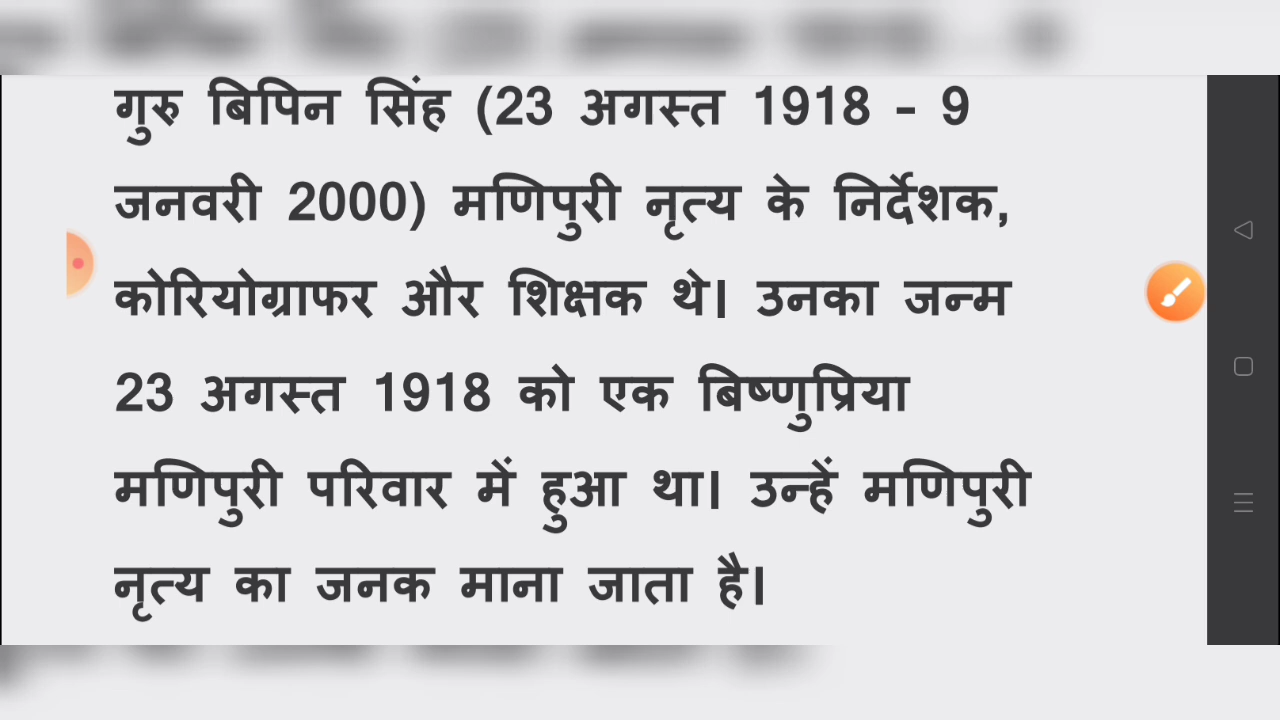 गुरु बिपिन सिंह (23 अगस्त 1918 - 9
जनवरी 2000) मणिपुरी नृत्य के निर्देशक,
कोरियोग्राफर और शिक्षक थे। उनका जन्म
23 अगस्त 1918 को एक बिष्णुप्रिया
मणिपुरी परिवार में हुआ था। उन्हें मणिपुरी
नृत्य का जनक माना जाता है।